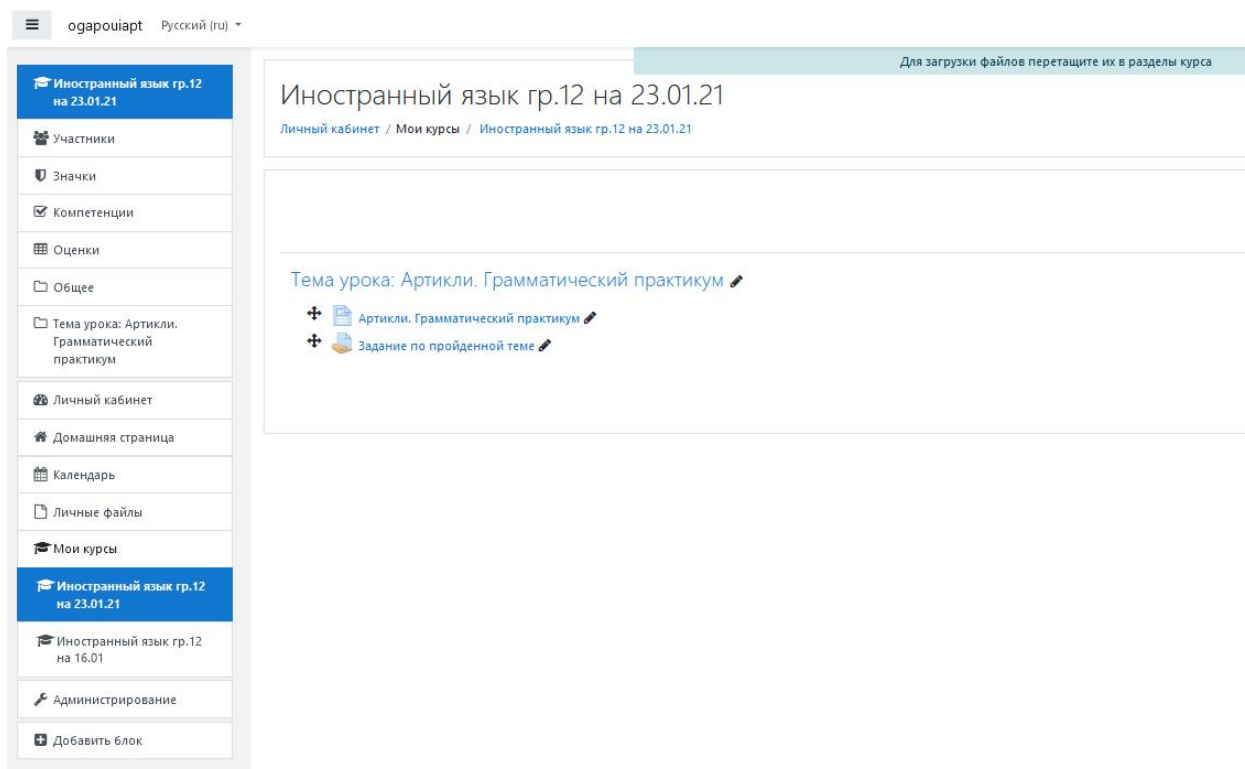 ogapouiapt Русский (ru)
Для загрузки файлов перетащите их в разделы курса
Иностранный язык гр.12
на 23.01.21
Участники
Значки
Компетенции
Оценки
Общее
Тема урока: Артикли.
Грамматический
практикум
Личный кабинет
Домашняя страница
Календарь
Личные файлы
Мои курсы
Иностранный язык гр.12
на 23.01.21
Иностранный язык гр.12
на 16.01
Администрирование
Добавить блок
Иностранный язык гр.12 на 23.01.21
Личный кабинет / Мои курсы / Иностранный язык гр.12 на 23.01.21
Тема урока: Артикли. Грамматический практикум
Артикли. Грамматический практикум
Задание по пройденной теме